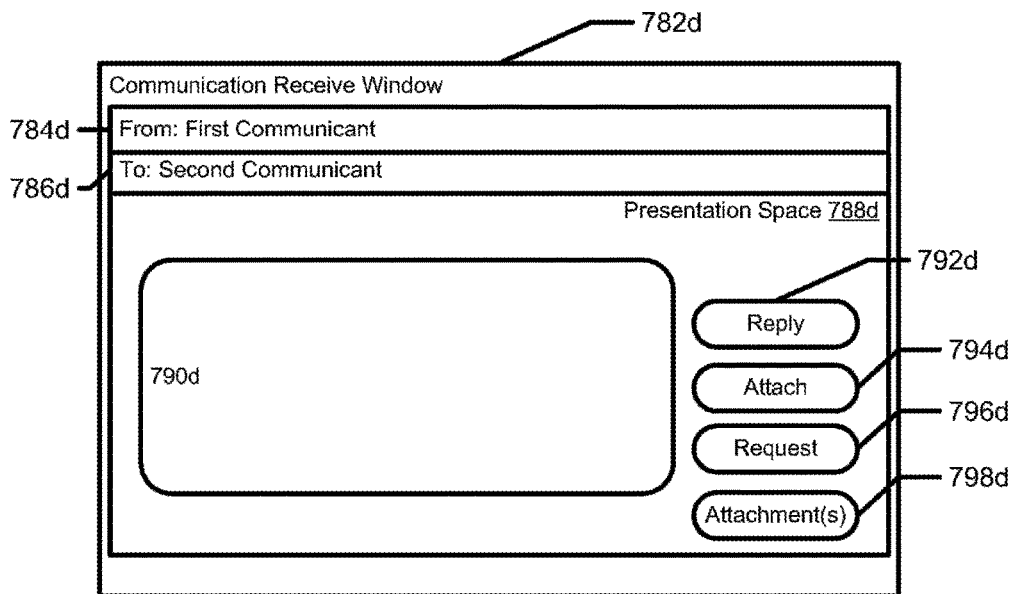 782d
Communication Receive Window
784d
From: First Communicant
786d
To: Second Communicant
Presentation Space 788d
792d
Reply
794d
Attach
790d
796d
Request
798d
Attachment(s)